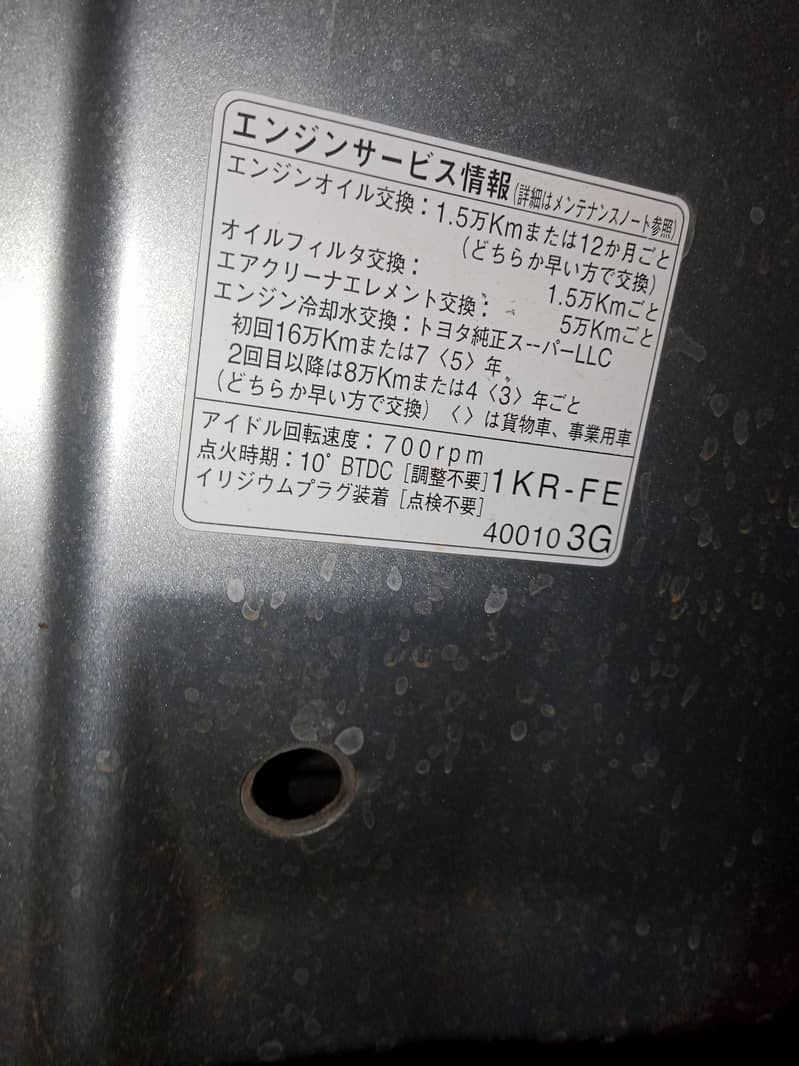 エンジンサービス情報(詳細はメンテナンスノート参照)
エンジンオイル交換:1.5万Kmまたは12か月ごと
(どちらか早い方で交換)
オイルフィルタ交換: 1.5万Kmごと
エアクリーナエレメント交換: 5万Kmごと
エンジン冷却水交換:トヨタ純正スーパーLLC
初回16万Kmまたは7〈5〉年、
2回目以降は8万Kmまたは4〈3〉年ごと
(どちらか早い方で交換)〈〉は貨物車、事業用車
アイドル回転速度:700rpm
点火時期:10°BTDC[調整不要]
イリジウムプラグ装着[点検不要]
1KR-FE
40010 3G